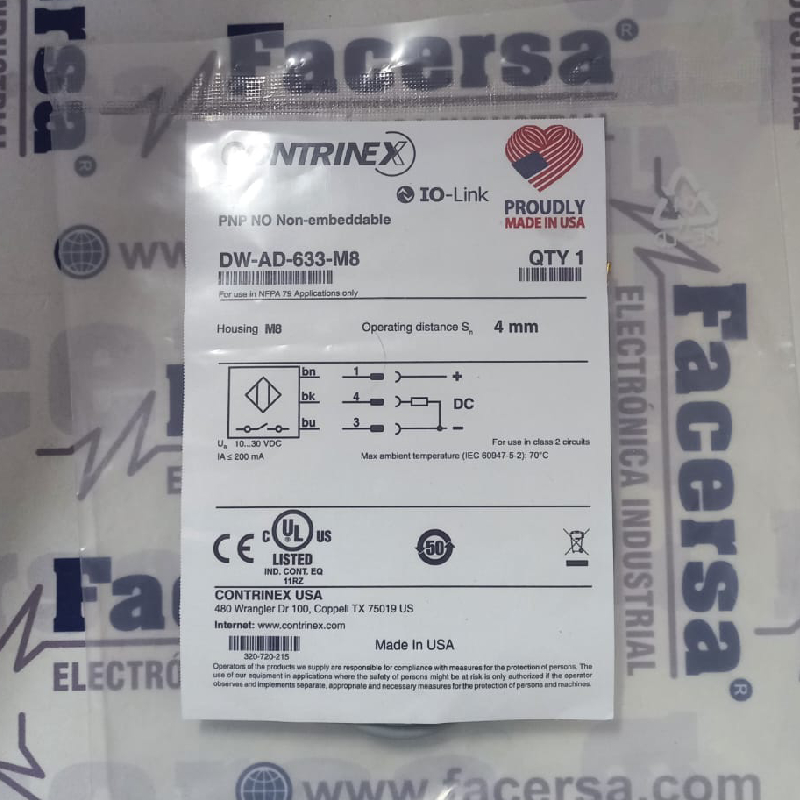 Facersa®
CONTRINEX
IO-Link
PROUDLY
MADE IN USA
PNP NO Non-embeddable
DW-AD-633-M8
QTY 1
For use in NFPA 79 Applications only
Housing M8
Operating distance Sn 4 mm
bn 1 +
bk 4 DC
bu 3 –
UB 10...30 VDC
For use in class 2 circuits
IA ≤ 200 mA
Max ambient temperature (IEC 60947-5-2): 70°C
CE
C UL US
LISTED
IND. CONT. EQ
11RZ
50
CONTRINEX USA
480 Wrangler Dr 100, Coppell TX 75019 US
Internet: www.contrinex.com
320-720-215
Made In USA
Operators of the products we supply are responsible for compliance with measures for the protection of persons. The
use of our equipment in applications where the safety of persons might be at risk is only authorized if the operator
observes and implements separate, appropriate and necessary measures for the protection of persons and machines.
Facersa®
ELECTRÓNICA INDUSTRIAL
Fa
ELECTRÓ
www.facersa.com
ersa®
USTRIAL